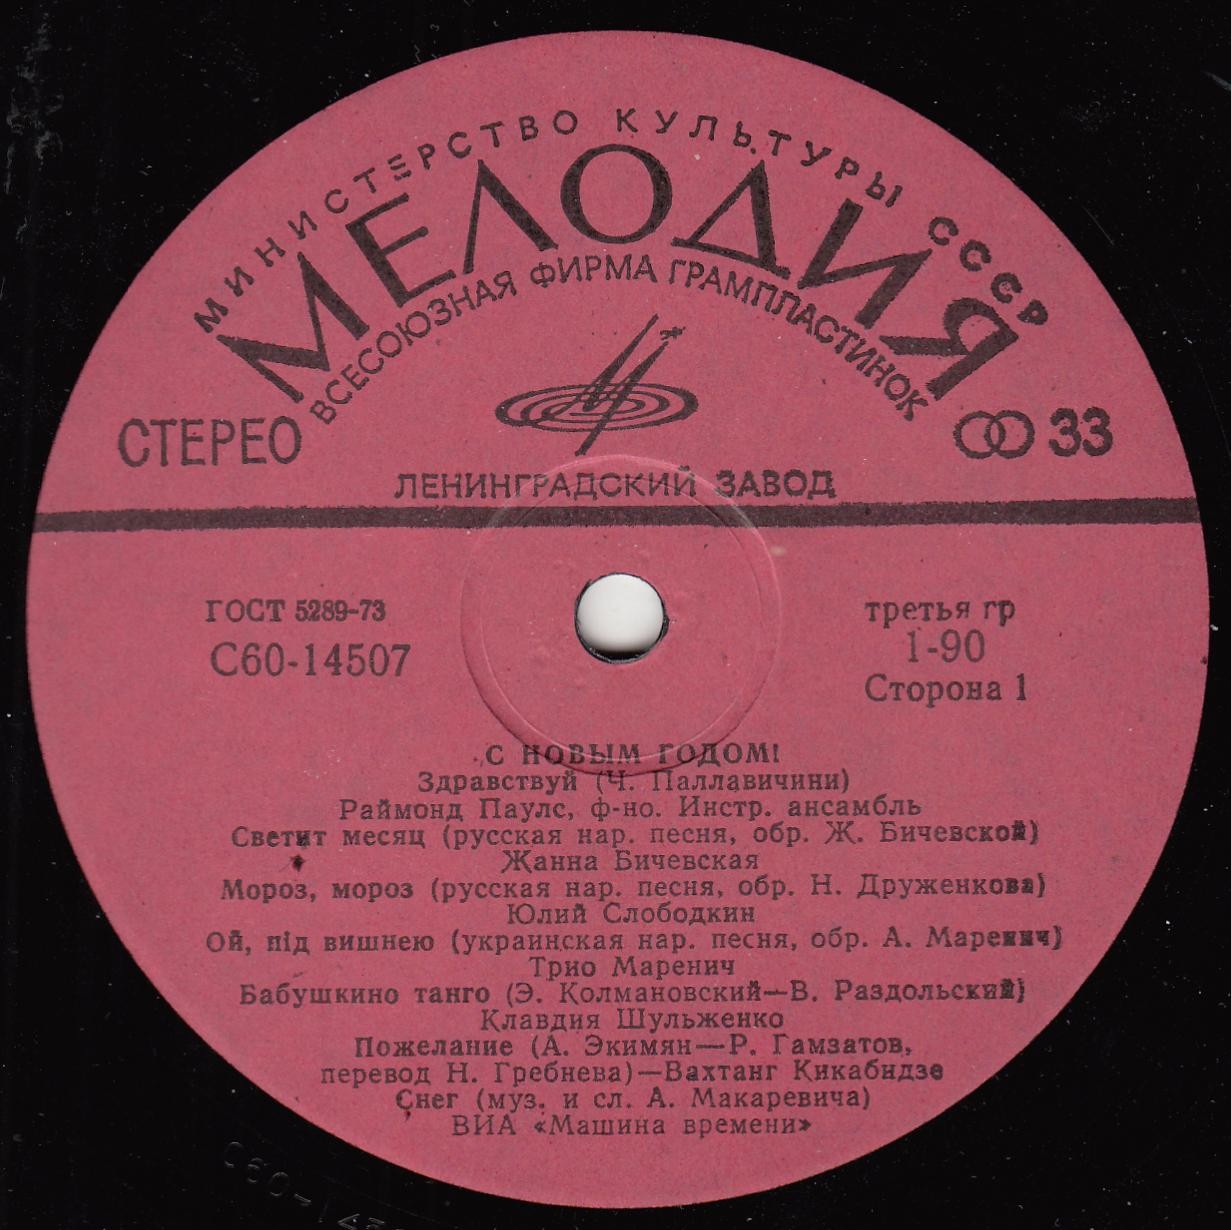 МИНИСТЕРСТВО КУЛЬТУРЫ СССР
МЕЛОДИЯ
ВСЕСОЮЗНАЯ ФИРМА ГРАМПЛАСТИНОК
СТЕРЕО
33
ЛЕНИНГРАДСКИЙ ЗАВОД
ГОСТ 5289-73
С60-14507
третья гр
1-90
Сторона 1
С НОВЫМ ГОДОМ!
Здравствуй (Ч. Паллавичини)
Раймонд Паулс, ф-но. Инстр. ансамбль
Светит месяц (русская нар. песня, обр. Ж. Бичевской)
Жанна Бичевская
Мороз, мороз (русская нар. песня, обр. Н. Друженкова)
Юлий Слободкин
Ой, під вишнею (украинская нар. песня, обр. А. Маренич)
Трио Маренич
Бабушкино танго (Э. Колмановский—В. Раздольский)
Клавдия Шульженко
Пожелание (А. Экимян—Р. Гамзатов,
перевод Н. Гребнева)—Вахтанг Кикабидзе
Снег (муз. и сл. А. Макаревича)
ВИА «Машина времени»